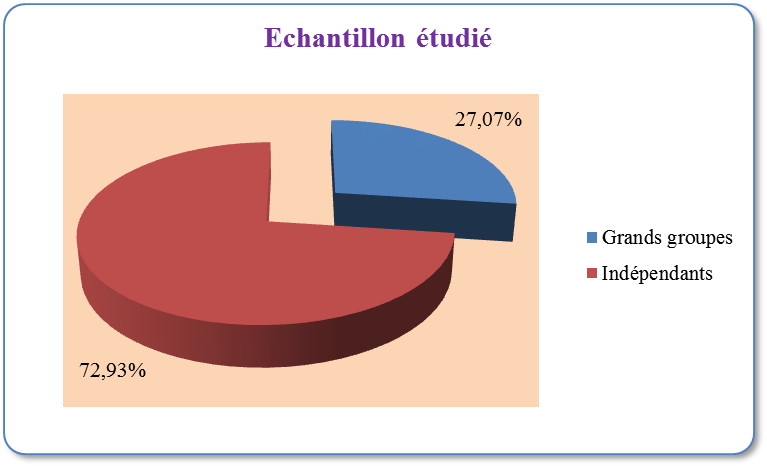 Echantillon étudié
27,07%
Grands groupes
Indépendants
72,93%